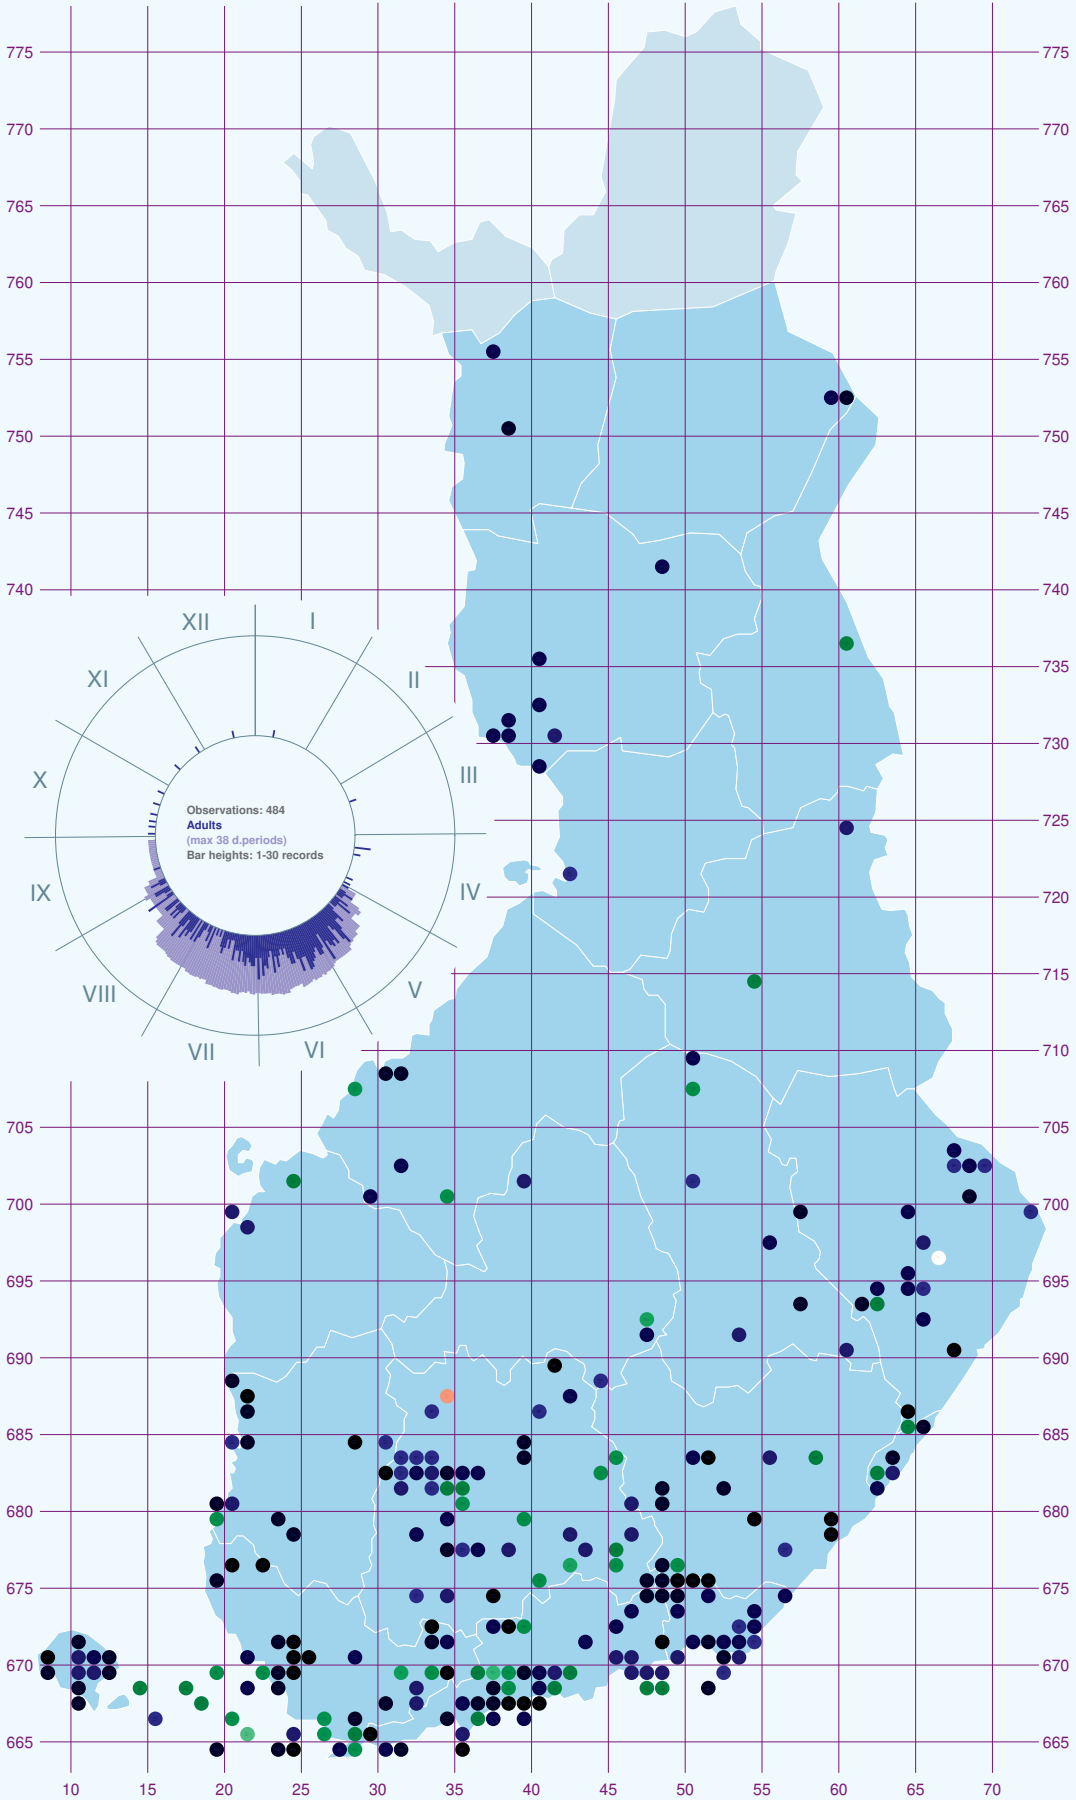 775 775
770 770
765 765
760 760
755 755
750 750
745 745
740 740
XII I
XI II
735
730
X III
Observations: 484
Adults
(max 38 d.periods)
Bar heights: 1-30 records
725
IX IV
720
VIII V
715
VII VI
710
705 705
700 700
695 695
690 690
685 685
680 680
675 675
670 670
665 665
10 15 20 25 30 35 40 45 50 55 60 65 70